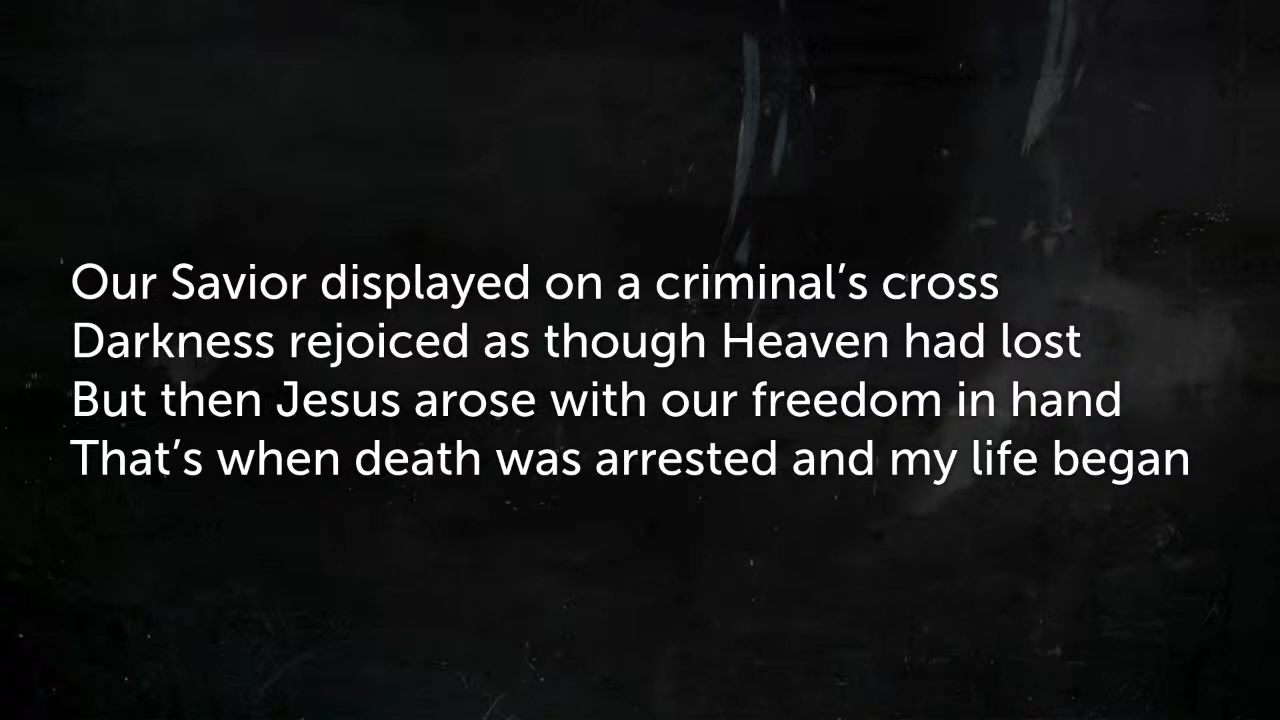 Our Savior displayed on a criminal’s cross
Darkness rejoiced as though Heaven had lost
But then Jesus arose with our freedom in hand
That’s when death was arrested and my life began